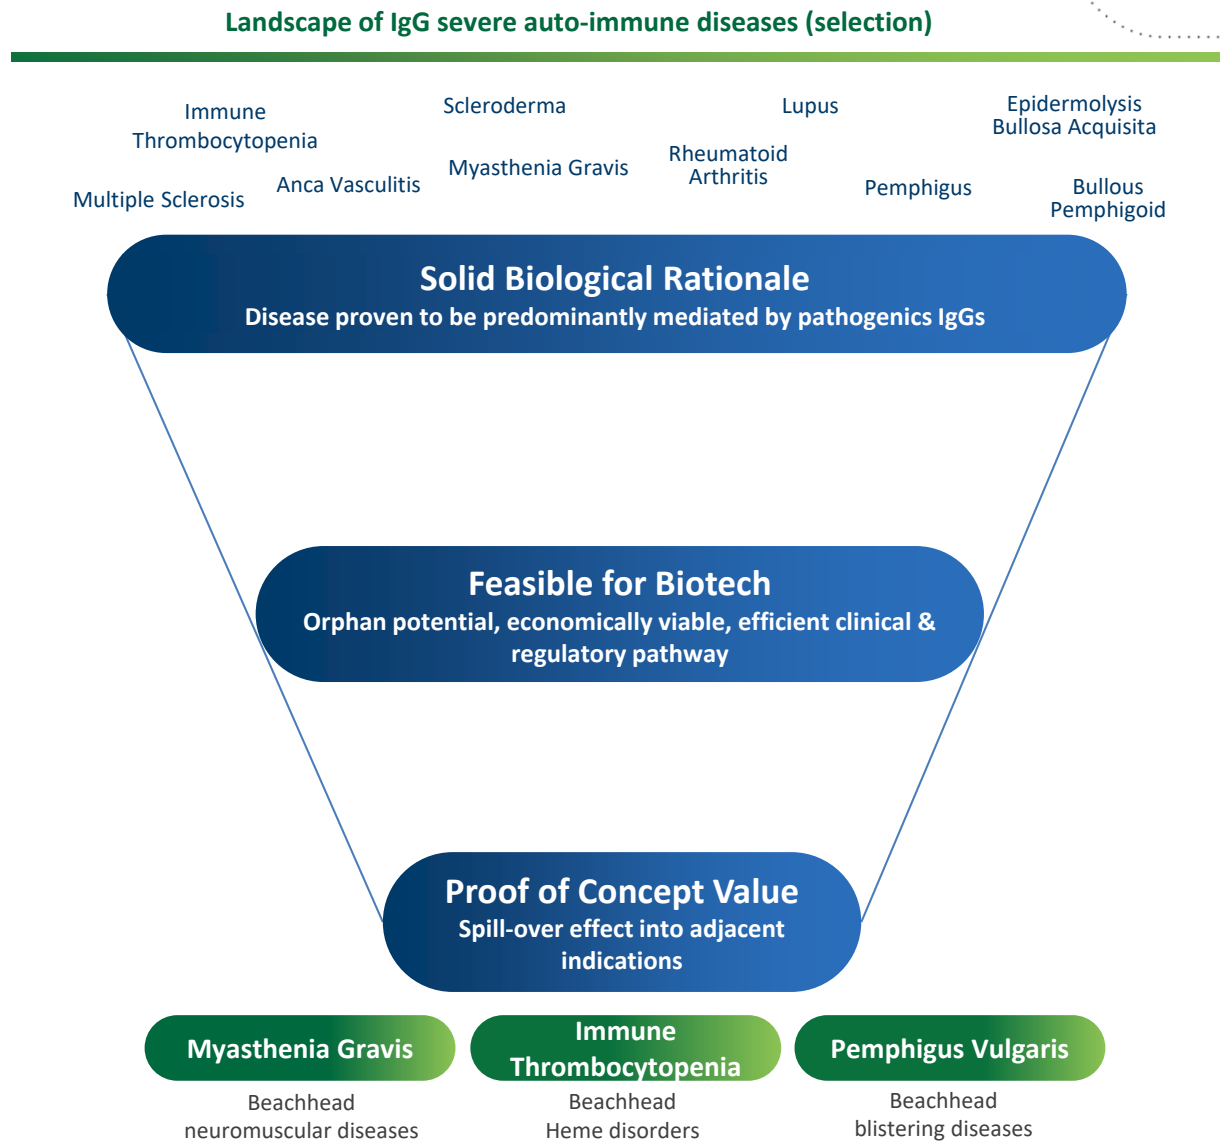 Landscape of IgG severe auto-immune diseases (selection)
Immune
Thrombocytopenia
Scleroderma
Lupus
Epidermolysis
Bullosa Acquisita
Multiple Sclerosis
Anca Vasculitis
Myasthenia Gravis
Rheumatoid
Arthritis
Pemphigus
Bullous
Pemphigoid
Solid Biological Rationale
Disease proven to be predominantly mediated by pathogenics IgGs
Feasible for Biotech
Orphan potential, economically viable, efficient clinical &
regulatory pathway
Proof of Concept Value
Spill-over effect into adjacent
indications
Myasthenia Gravis
Beachhead
neuromuscular diseases
Immune
Thrombocytopenia
Beachhead
Heme disorders
Pemphigus Vulgaris
Beachhead
blistering diseases